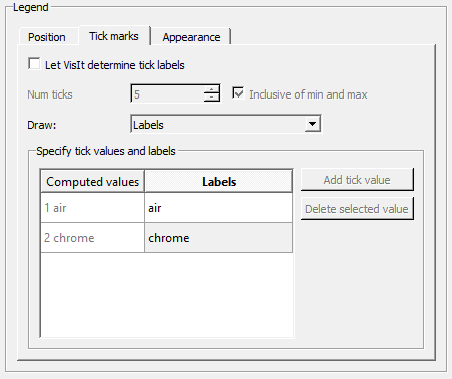 Legend
Position Tick marks Appearance
Let VisIt determine tick labels
Num ticks 5 Inclusive of min and max
Draw: Labels
Specify tick values and labels
Computed values Labels Add tick value
1 air air Delete selected value
2 chrome chrome